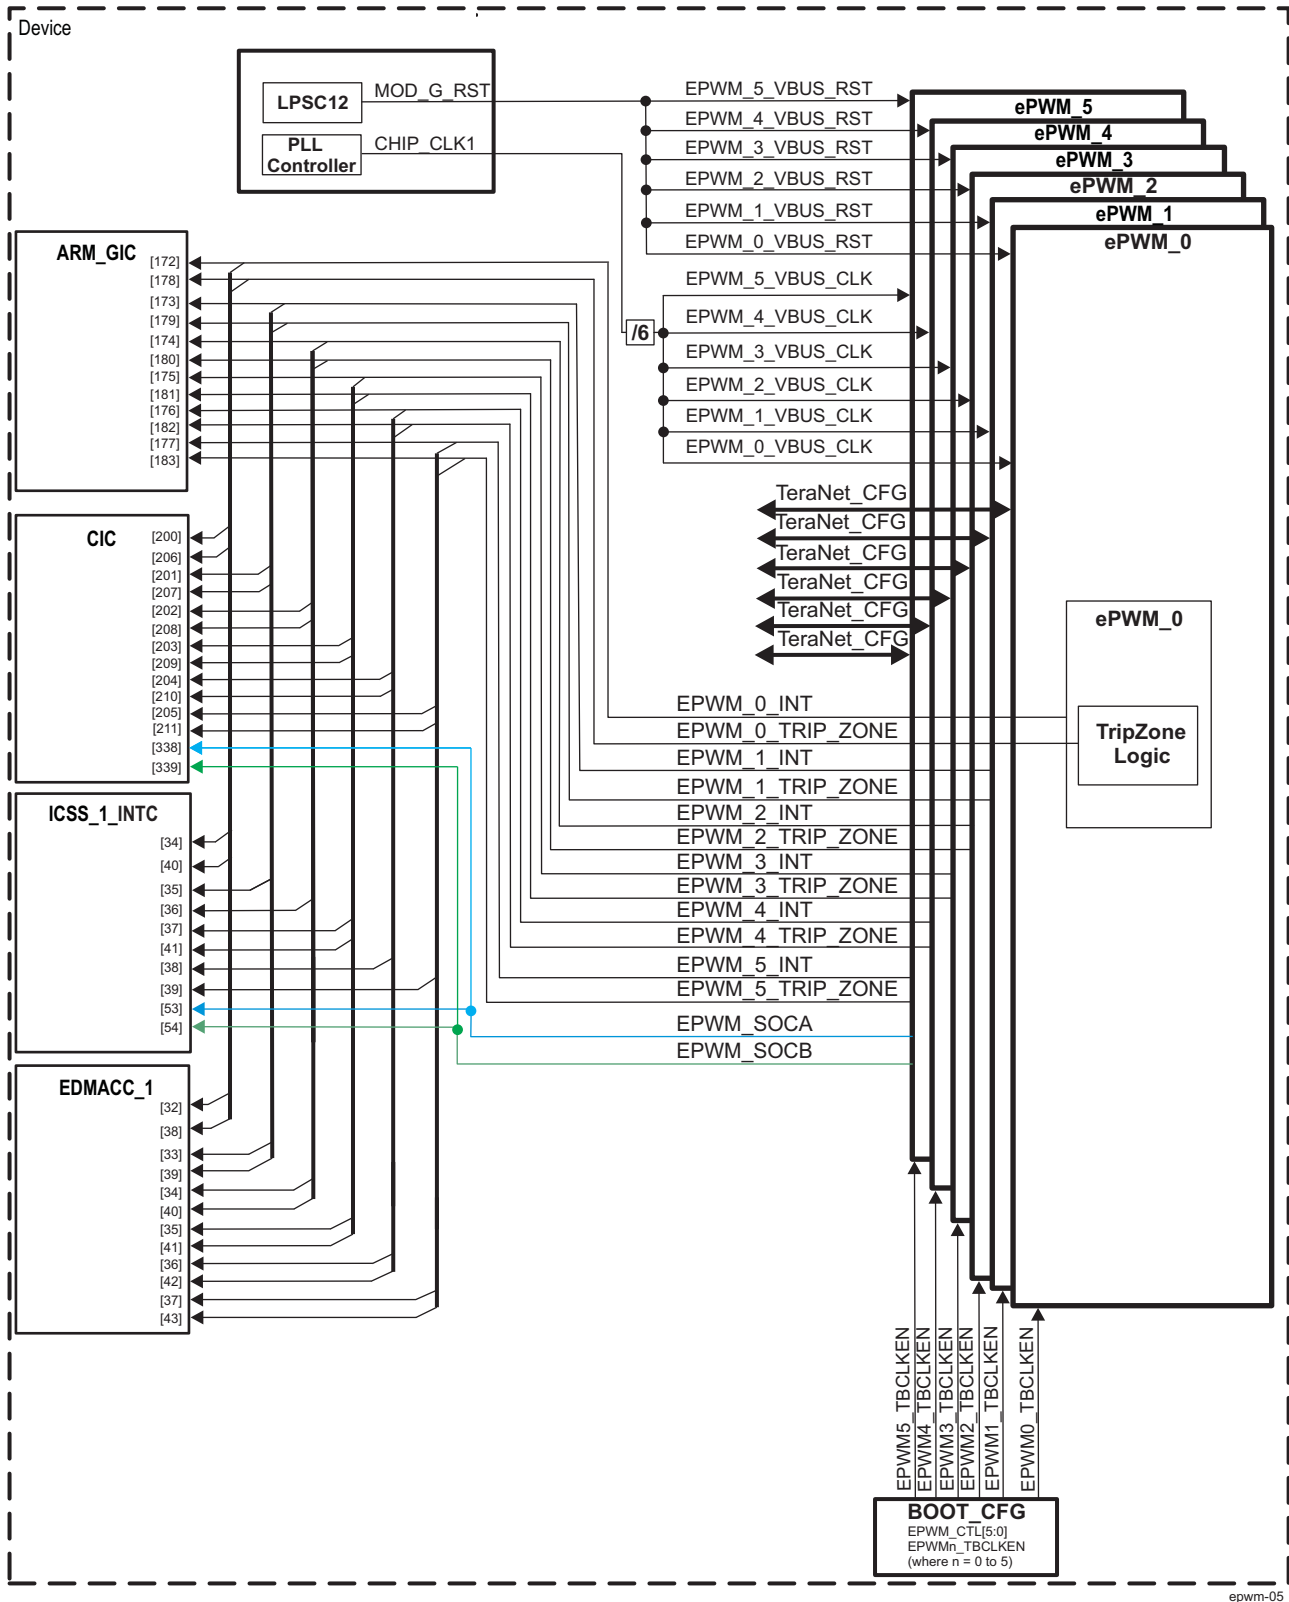 Device
LPSC12
MOD_G_RST
PLL
Controller
CHIP_CLK1
EPWM_5_VBUS_RST
EPWM_4_VBUS_RST
EPWM_3_VBUS_RST
EPWM_2_VBUS_RST
EPWM_1_VBUS_RST
EPWM_0_VBUS_RST
EPWM_5_VBUS_CLK
/6
EPWM_4_VBUS_CLK
EPWM_3_VBUS_CLK
EPWM_2_VBUS_CLK
EPWM_1_VBUS_CLK
EPWM_0_VBUS_CLK
ePWM_5
ePWM_4
ePWM_3
ePWM_2
ePWM_1
ePWM_0
ARM_GIC
[172]
[178]
[173]
[179]
[174]
[180]
[175]
[181]
[176]
[182]
[177]
[183]
CIC
[200]
[206]
[201]
[207]
[202]
[208]
[203]
[209]
[204]
[210]
[205]
[211]
[338]
[339]
ICSS_1_INTC
[34]
[40]
[35]
[36]
[37]
[41]
[38]
[39]
[53]
[54]
EDMACC_1
[32]
[38]
[33]
[39]
[34]
[40]
[35]
[41]
[36]
[42]
[37]
[43]
TeraNet_CFG
TeraNet_CFG
TeraNet_CFG
TeraNet_CFG
TeraNet_CFG
TeraNet_CFG
ePWM_0
TripZone
Logic
EPWM_0_INT
EPWM_0_TRIP_ZONE
EPWM_1_INT
EPWM_1_TRIP_ZONE
EPWM_2_INT
EPWM_2_TRIP_ZONE
EPWM_3_INT
EPWM_3_TRIP_ZONE
EPWM_4_INT
EPWM_4_TRIP_ZONE
EPWM_5_INT
EPWM_5_TRIP_ZONE
EPWM_SOCA
EPWM_SOCB
EPWM5_TBCLKEN
EPWM4_TBCLKEN
EPWM3_TBCLKEN
EPWM2_TBCLKEN
EPWM1_TBCLKEN
EPWM0_TBCLKEN
BOOT_CFG
EPWM_CTL[5:0]
EPWMn_TBCLKEN
(where n = 0 to 5)
epwm-05